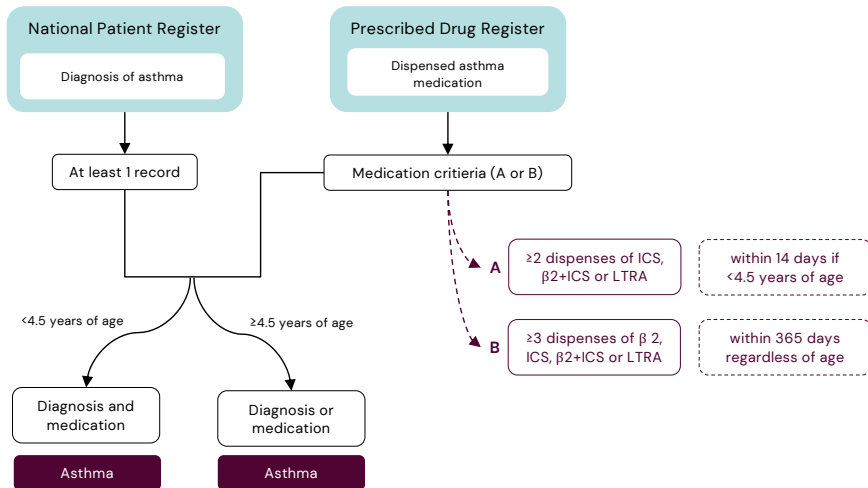 National Patient Register
Diagnosis of asthma
Prescribed Drug Register
Dispensed asthma
medication
At least 1 record
Medication critieria (A or B)
A
≥2 dispenses of ICS,
β2+ICS or LTRA
within 14 days if
<4.5 years of age
B
≥3 dispenses of β 2,
ICS, β2+ICS or LTRA
within 365 days
regardless of age
<4.5 years of age
≥4.5 years of age
Diagnosis and
medication
Diagnosis or
medication
Asthma
Asthma